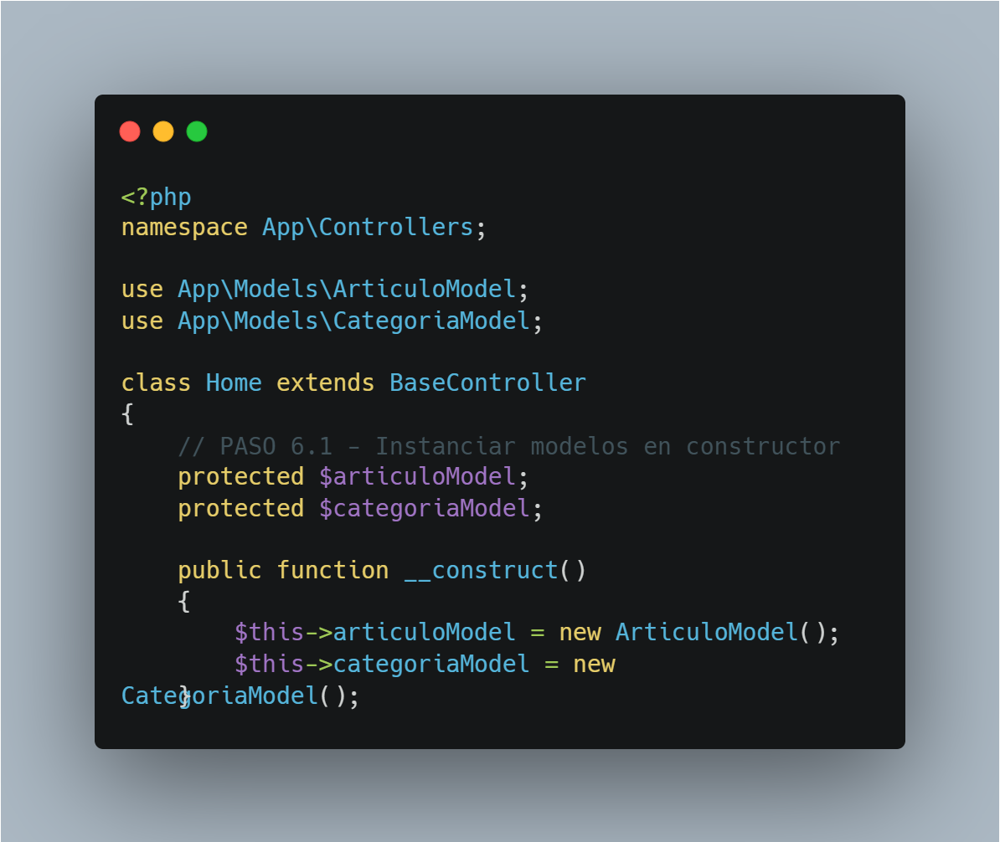 <?php
namespace App\Controllers;

use App\Models\ArticuloModel;
use App\Models\CategoriaModel;

class Home extends BaseController
{
    // PASO 6.1 - Instanciar modelos en constructor
    protected $articuloModel;
    protected $categoriaModel;

    public function __construct()
    {
        $this->articuloModel = new ArticuloModel();
        $this->categoriaModel = new
CategoriaModel();
    }